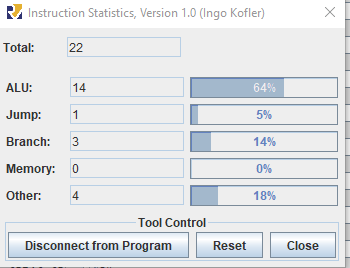 Instruction Statistics, Version 1.0 (Ingo Kofler)
Total: 22
ALU: 14 64%
Jump: 1 5%
Branch: 3 14%
Memory: 0 0%
Other: 4 18%
Tool Control
Disconnect from Program Reset Close